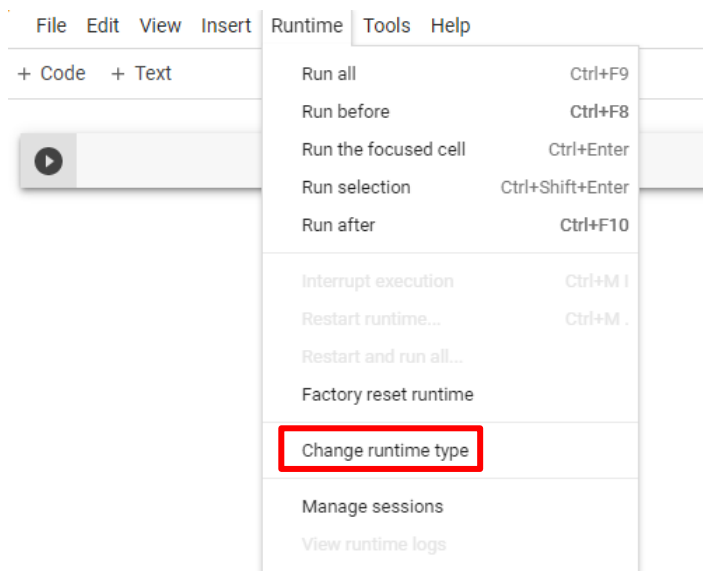 File Edit View Insert Runtime Tools Help
+ Code + Text
Run all Ctrl+F9
Run before Ctrl+F8
Run the focused cell Ctrl+Enter
Run selection Ctrl+Shift+Enter
Run after Ctrl+F10
Interrupt execution Ctrl+M I
Restart runtime... Ctrl+M .
Restart and run all...
Factory reset runtime
Change runtime type
Manage sessions
View runtime logs